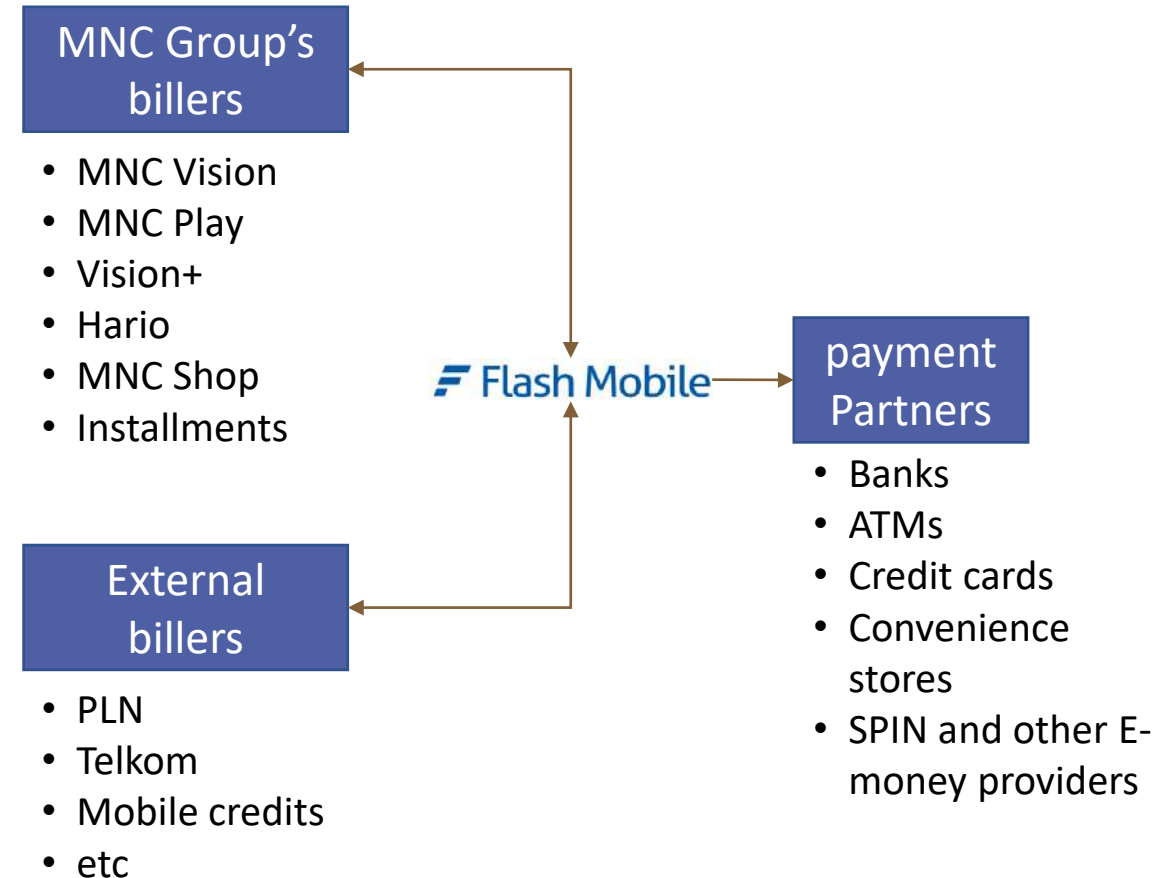 MNC Group’s
billers
• MNC Vision
• MNC Play
• Vision+
• Hario
• MNC Shop
• Installments
Flash Mobile
payment
Partners
• Banks
• ATMs
• Credit cards
• Convenience
stores
• SPIN and other E-
money providers
External
billers
• PLN
• Telkom
• Mobile credits
• etc